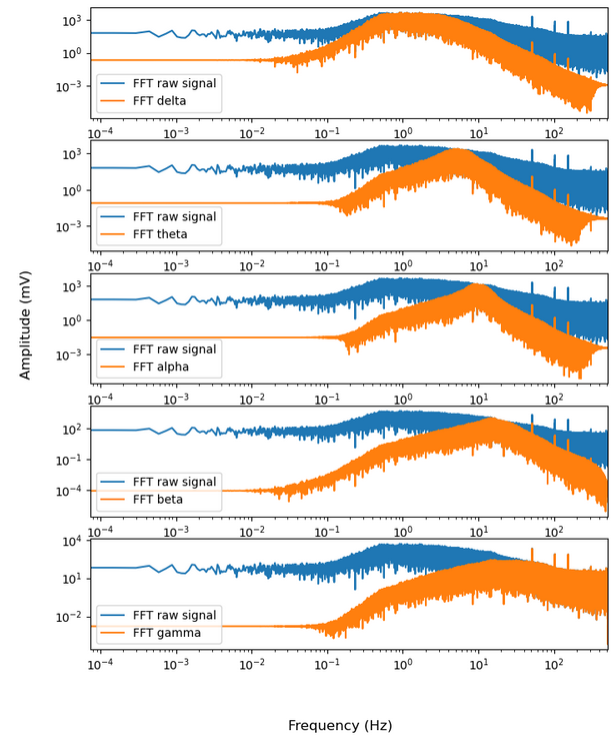 10³
10⁰
10⁻³
FFT raw signal
FFT delta
10⁻⁴ 10⁻³ 10⁻² 10⁻¹ 10⁰ 10¹ 10²
10³
10⁰
10⁻³
FFT raw signal
FFT theta
10⁻⁴ 10⁻³ 10⁻² 10⁻¹ 10⁰ 10¹ 10²
Amplitude (mV)
10³
10⁰
10⁻³
FFT raw signal
FFT alpha
10⁻⁴ 10⁻³ 10⁻² 10⁻¹ 10⁰ 10¹ 10²
10²
10⁻¹
10⁻⁴
FFT raw signal
FFT beta
10⁻⁴ 10⁻³ 10⁻² 10⁻¹ 10⁰ 10¹ 10²
10⁴
10¹
10⁻²
FFT raw signal
FFT gamma
10⁻⁴ 10⁻³ 10⁻² 10⁻¹ 10⁰ 10¹ 10²
Frequency (Hz)